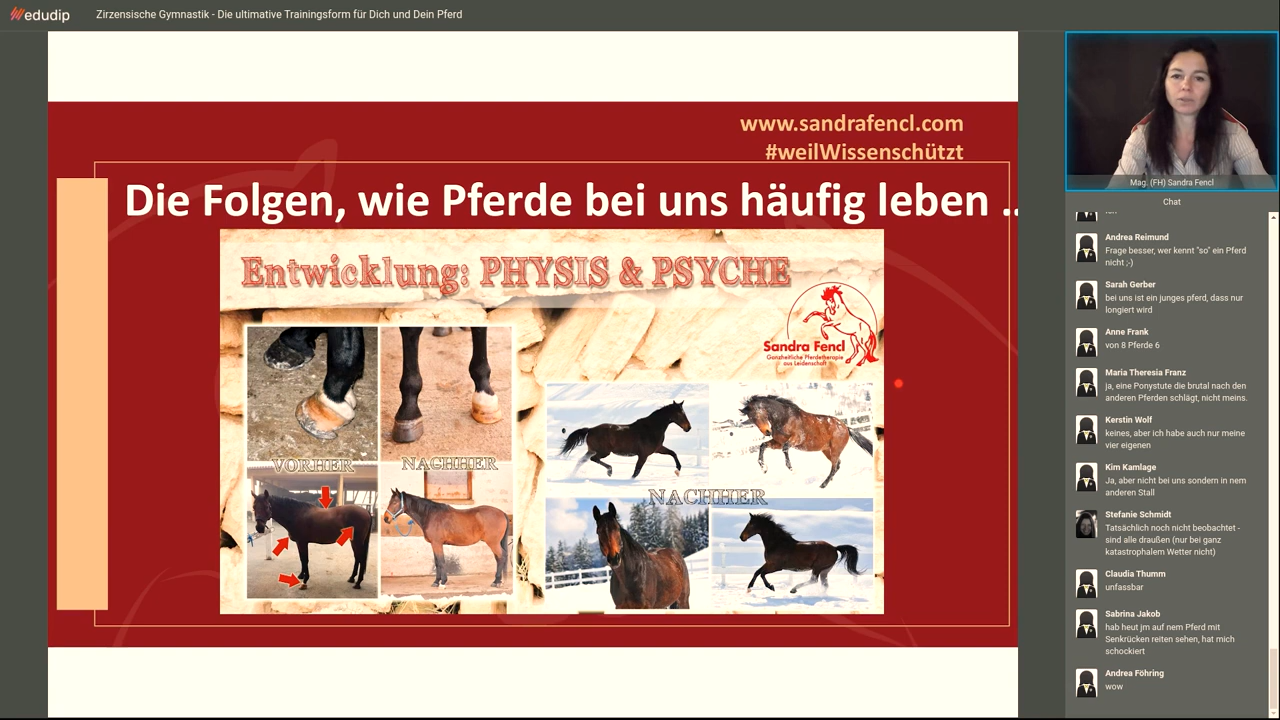 edudip
Zirzensische Gymnastik - Die ultimative Trainingsform für Dich und Dein Pferd
www.sandrafencl.com
#weilWissenschützt
Die Folgen, wie Pferde bei uns häufig leben ..
Entwicklung: PHYSIS & PSYCHE
Sandra Fencl
Ganzheitliche Pferdetherapie
aus Leidenschaft
VORHER
NACHHER
NACHHER
Mag. (FH) Sandra Fencl
Chat
Andrea Reimund
Frage besser, wer kennt "so" ein Pferd
nicht ;-)
Sarah Gerber
bei uns ist ein junges pferd, dass nur
longiert wird
Anne Frank
von 8 Pferde 6
Maria Theresia Franz
ja, eine Ponystute die brutal nach den
anderen Pferden schlägt, nicht meins.
Kerstin Wolf
keines, aber ich habe auch nur meine
vier eigenen
Kim Kamlage
Ja, aber nicht bei uns sondern in nem
anderen Stall
Stefanie Schmidt
Tatsächlich noch nicht beobachtet -
sind alle draußen (nur bei ganz
katastrophalem Wetter nicht)
Claudia Thumm
unfassbar
Sabrina Jakob
hab heut jm auf nem Pferd mit
Senkrücken reiten sehen, hat mich
schockiert
Andrea Föhring
wow